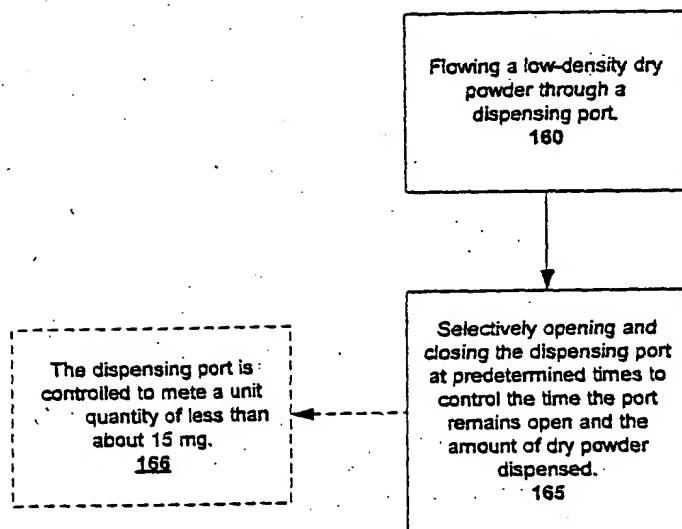 Flowing a low-density dry
powder through a
dispensing port.
160
Selectively opening and
closing the dispensing port
at predetermined times to
control the time the port
remains open and the
amount of dry powder
dispensed.
165
The dispensing port is
controlled to mete a unit
quantity of less than
about 15 mg.
166